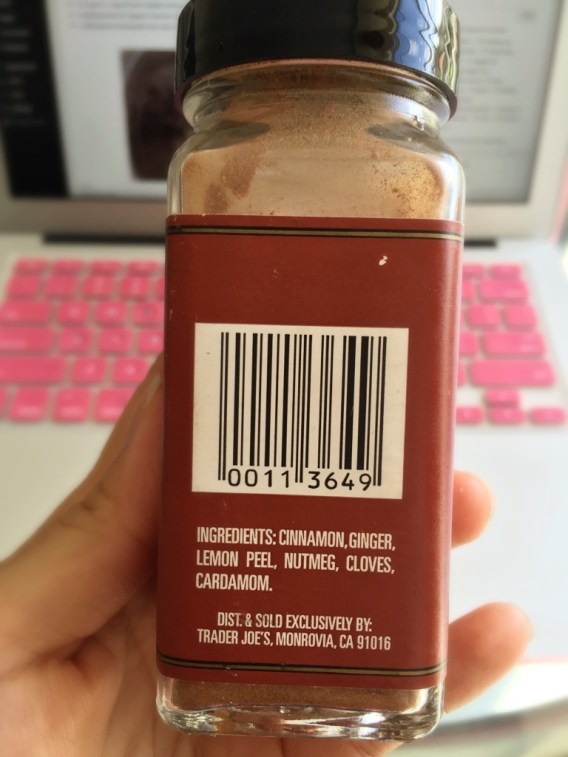 0011 3649
INGREDIENTS: CINNAMON, GINGER,
LEMON PEEL, NUTMEG, CLOVES,
CARDAMOM.
DIST. & SOLD EXCLUSIVELY BY:
TRADER JOE'S, MONROVIA, CA 91016